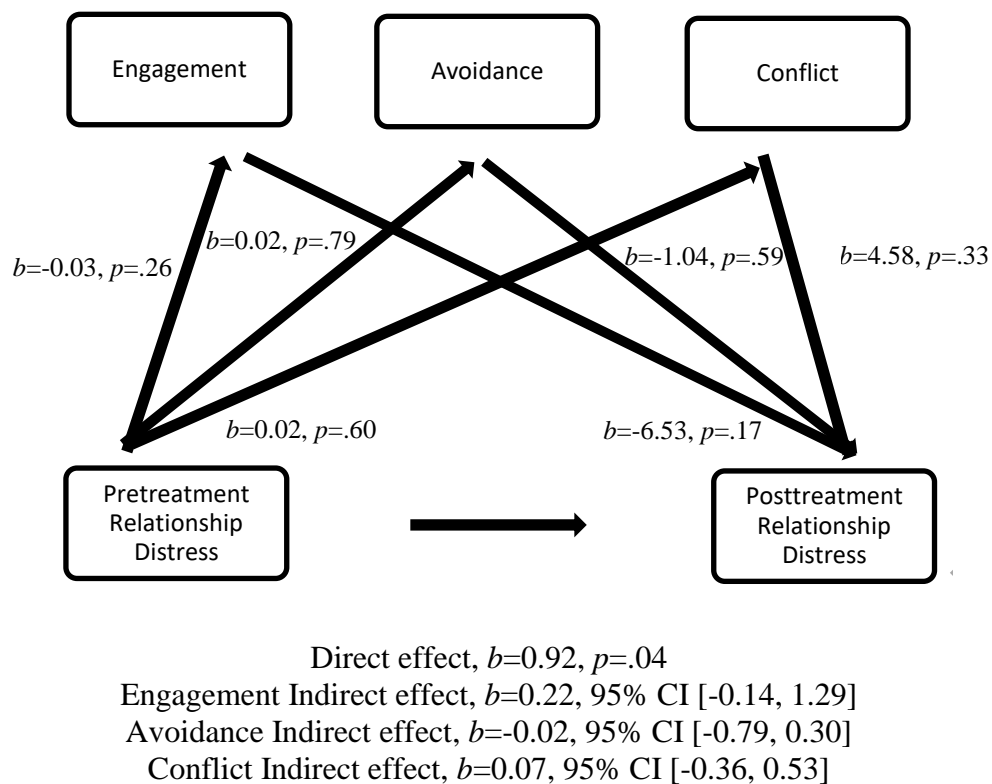 Engagement
Avoidance
Conflict
b=-0.03, p=.26
b=0.02, p=.79
b=-1.04, p=.59
b=4.58, p=.33
b=0.02, p=.60
b=-6.53, p=.17
Pretreatment
Relationship
Distress
Posttreatment
Relationship
Distress
Direct effect, b=0.92, p=.04
Engagement Indirect effect, b=0.22, 95% CI [-0.14, 1.29]
Avoidance Indirect effect, b=-0.02, 95% CI [-0.79, 0.30]
Conflict Indirect effect, b=0.07, 95% CI [-0.36, 0.53]